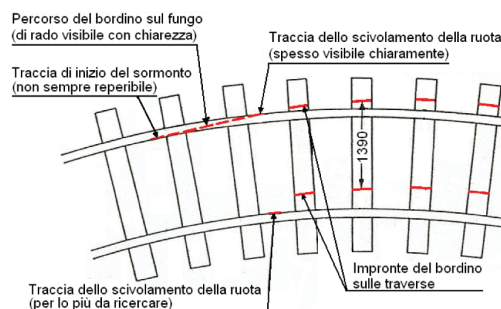 Percorso del bordino sul fungo
(di rado visibile con chiarezza)
Traccia dello scivolamento della ruota
(spesso visibile chiaramente)
Traccia di inizio del sormonto
(non sempre reperibile)
1390
Impronte del bordino
sulle traverse
Traccia dello scivolamento della ruota
(per lo più da ricercare)